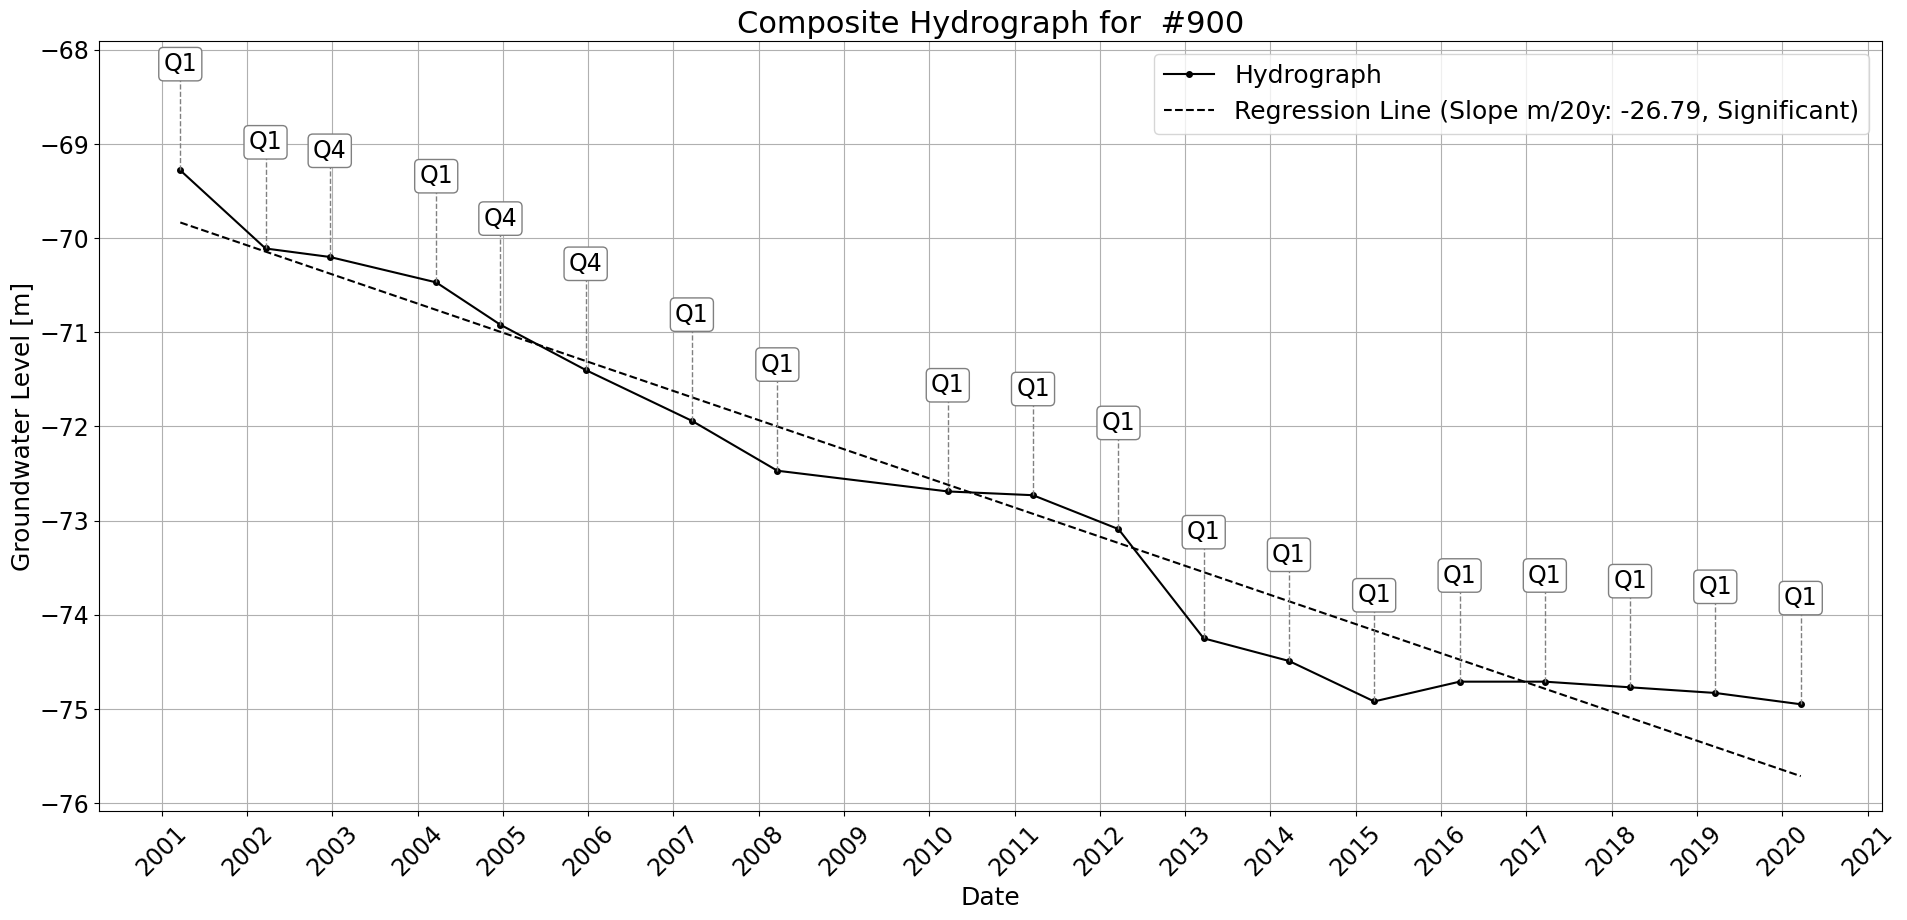 Composite Hydrograph for  #900
Hydrograph
Regression Line (Slope m/20y: -26.79, Significant)
Groundwater Level [m]
−68
−69
−70
−71
−72
−73
−74
−75
−76
Q1
Q1
Q4
Q1
Q4
Q4
Q1
Q1
Q1
Q1
Q1
Q1
Q1
Q1
Q1
Q1
Q1
Q1
Q1
2001
2002
2003
2004
2005
2006
2007
2008
2009
2010
2011
2012
2013
2014
2015
2016
2017
2018
2019
2020
2021
Date